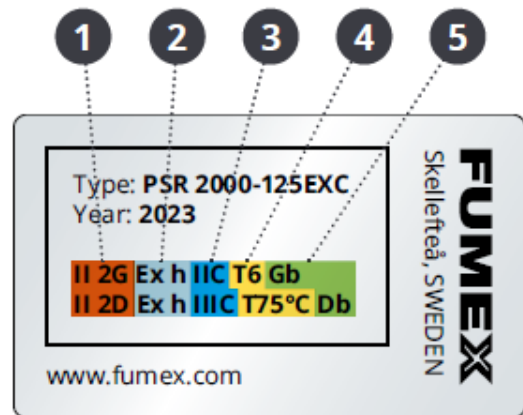 1 2 3 4 5
Type: PSR 2000-125EXC
Year: 2023
II 2G Ex h IIC T6 Gb
II 2D Ex h IIIC T75°C Db
www.fumex.com
FUMEX
Skellefteå, SWEDEN